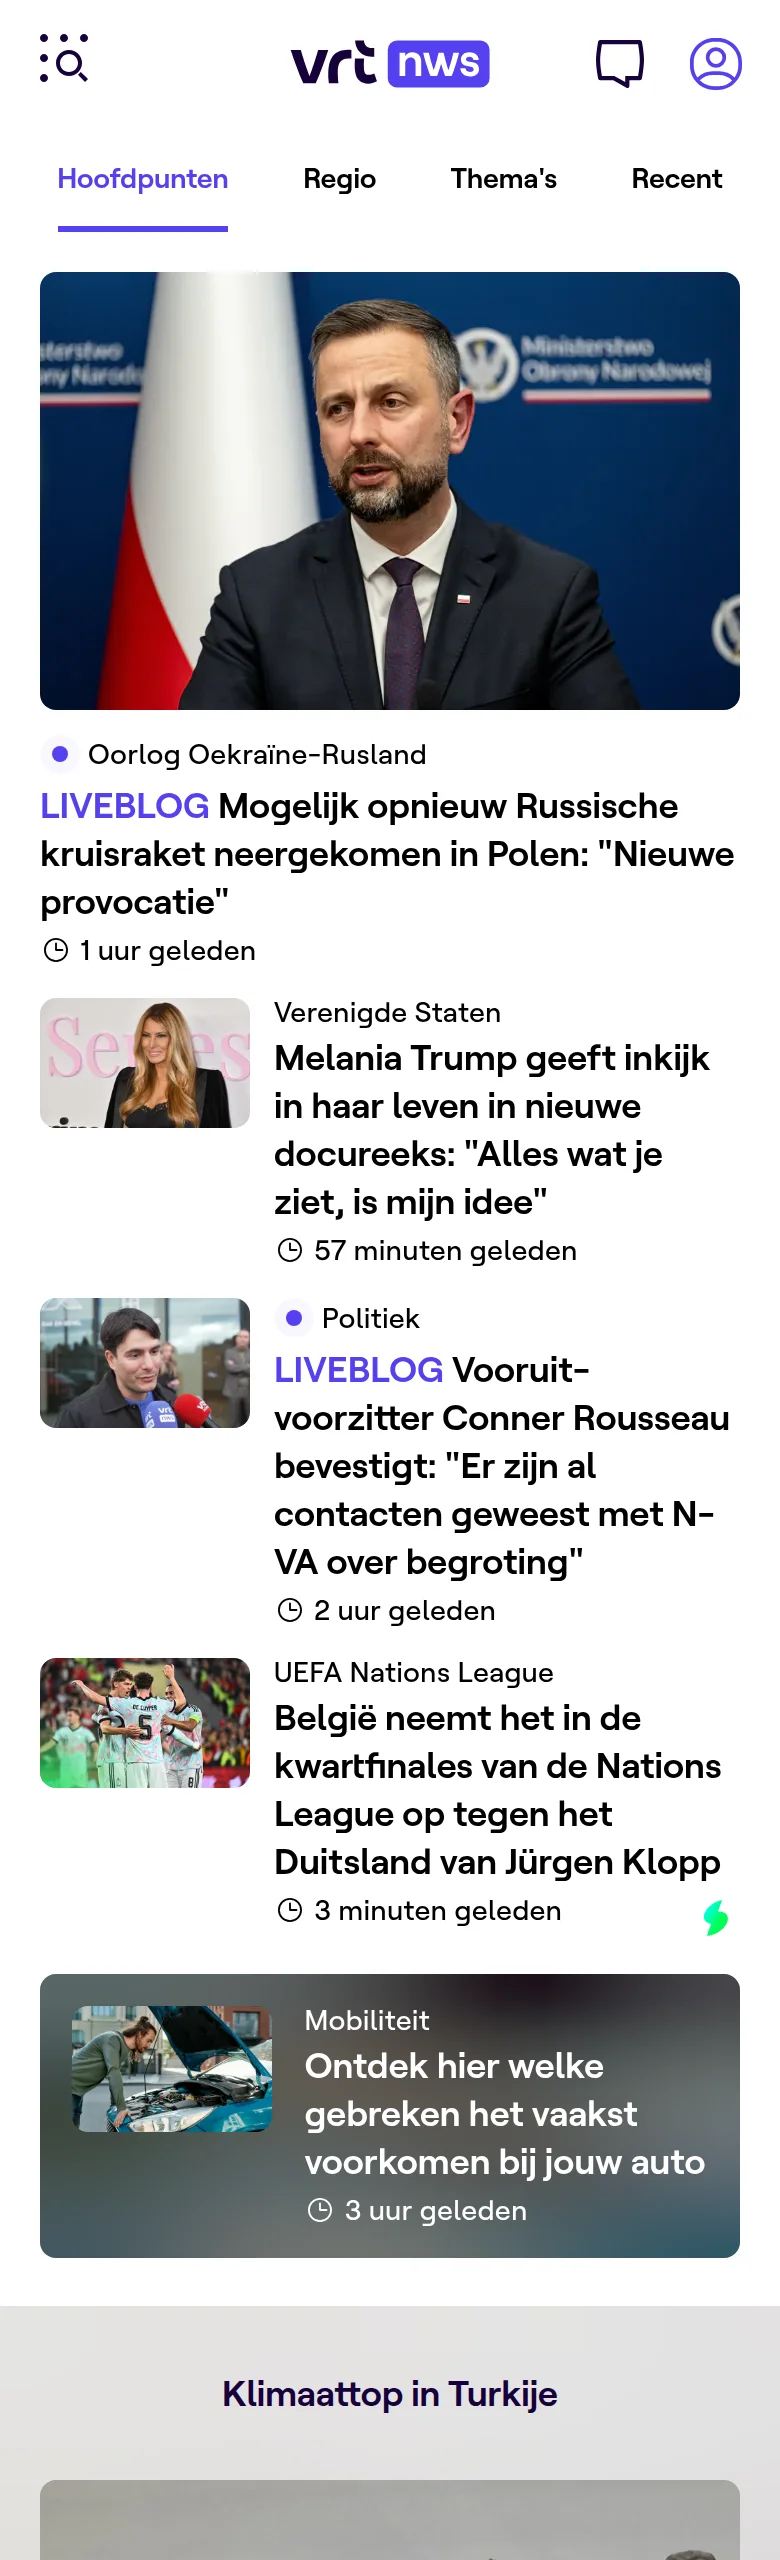 vrt nws
Hoofdpunten
Regio
Thema's
Recent
Ministerstwo
Obrony Narodowej
Oorlog Oekraïne-Rusland
LIVEBLOG Mogelijk opnieuw Russische
kruisraket neergekomen in Polen: "Nieuwe
provocatie"
1 uur geleden
Verenigde Staten
Melania Trump geeft inkijk
in haar leven in nieuwe
docureeks: "Alles wat je
ziet, is mijn idee"
57 minuten geleden
Politiek
LIVEBLOG Vooruit-
voorzitter Conner Rousseau
bevestigt: "Er zijn al
contacten geweest met N-
VA over begroting"
2 uur geleden
UEFA Nations League
België neemt het in de
kwartfinales van de Nations
League op tegen het
Duitsland van Jürgen Klopp
3 minuten geleden
Mobiliteit
Ontdek hier welke
gebreken het vaakst
voorkomen bij jouw auto
3 uur geleden
Klimaattop in Turkije